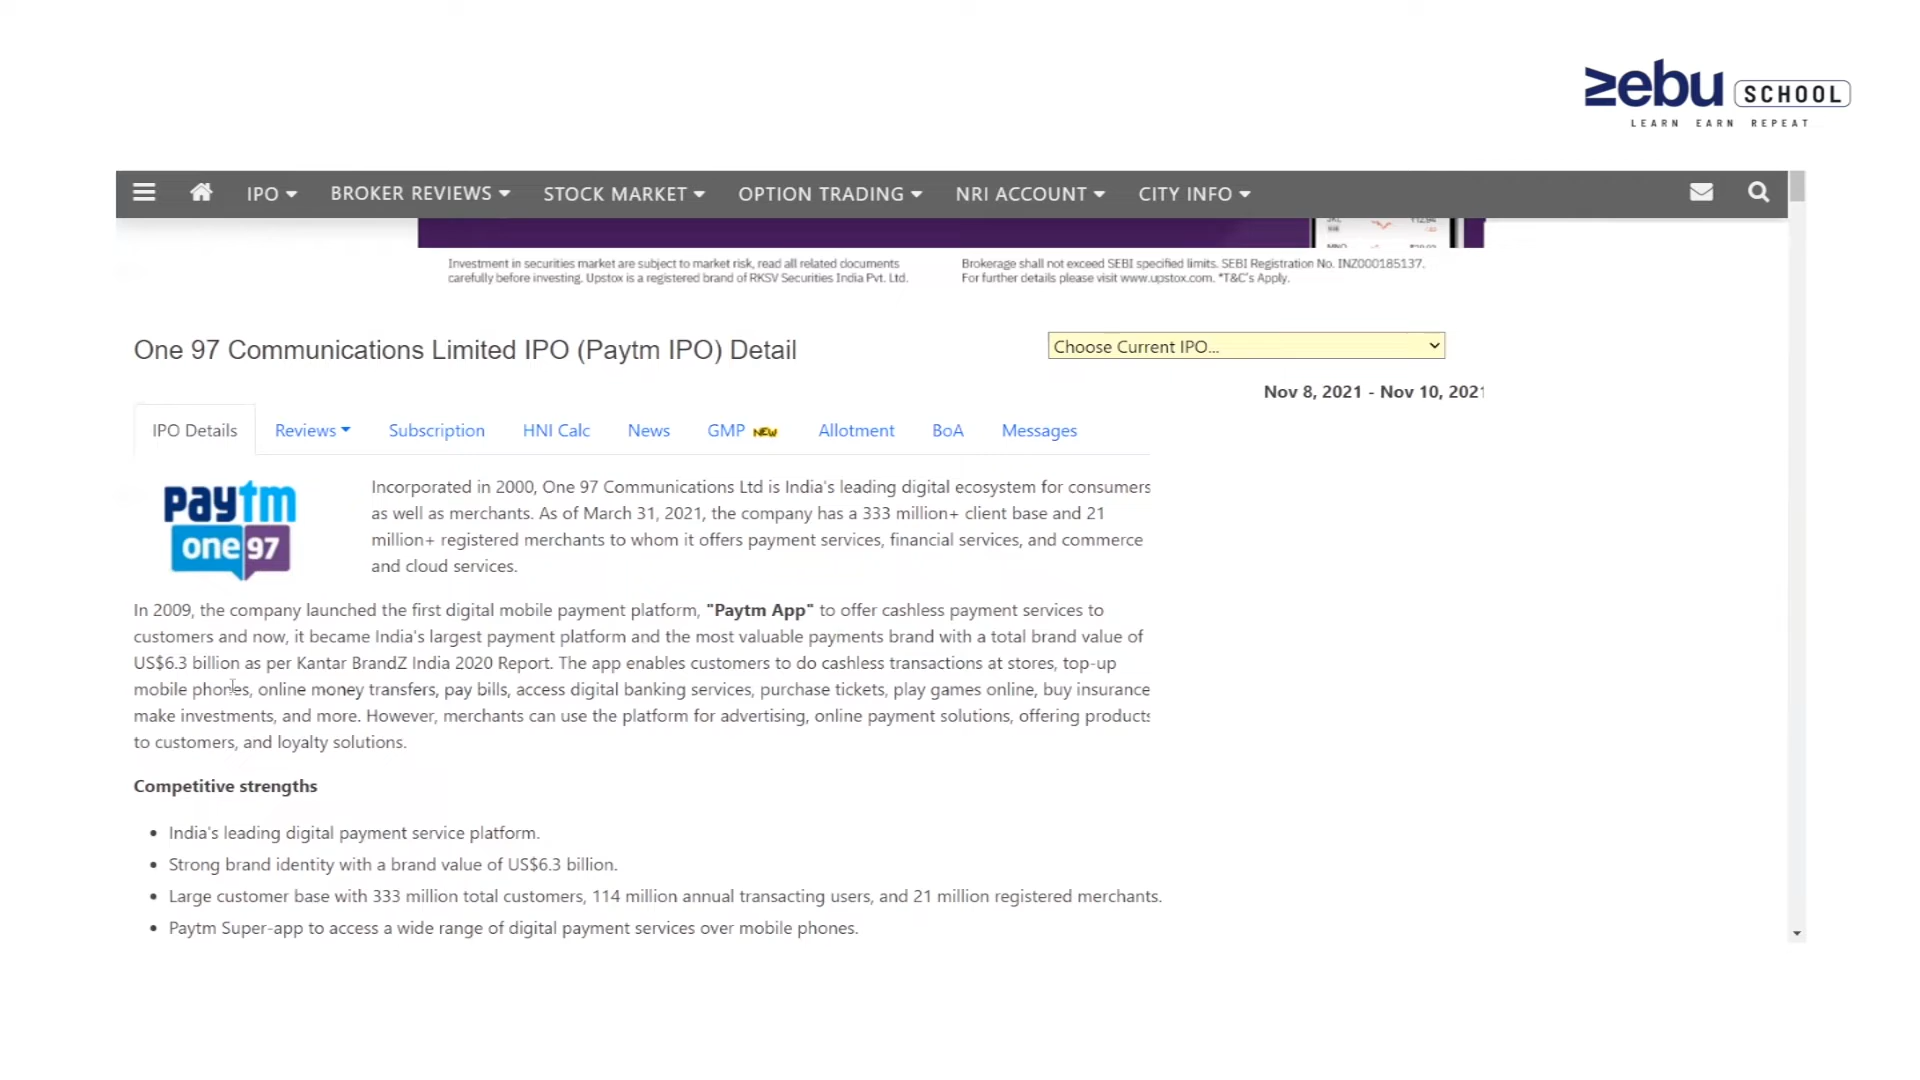 zebu SCHOOL
LEARN EARN REPEAT
IPO BROKER REVIEWS STOCK MARKET OPTION TRADING NRI ACCOUNT CITY INFO
Investment in securities market are subject to market risk, read all related documents
carefully before investing. Upstox is a registered brand of RKSV Securities India Pvt. Ltd.
Brokerage shall not exceed SEBI specified limits. SEBI Registration No. INZ000185137.
For further details please visit www.upstox.com. *T&C's Apply.
One 97 Communications Limited IPO (Paytm IPO) Detail
Choose Current IPO...
Nov 8, 2021 - Nov 10, 2021
IPO Details Reviews Subscription HNI Calc News GMP NEW Allotment BoA Messages
paytm
one97
Incorporated in 2000, One 97 Communications Ltd is India's leading digital ecosystem for consumers
as well as merchants. As of March 31, 2021, the company has a 333 million+ client base and 21
million+ registered merchants to whom it offers payment services, financial services, and commerce
and cloud services.
In 2009, the company launched the first digital mobile payment platform, "Paytm App" to offer cashless payment services to
customers and now, it became India's largest payment platform and the most valuable payments brand with a total brand value of
US$6.3 billion as per Kantar BrandZ India 2020 Report. The app enables customers to do cashless transactions at stores, top-up
mobile phones, online money transfers, pay bills, access digital banking services, purchase tickets, play games online, buy insurance
make investments, and more. However, merchants can use the platform for advertising, online payment solutions, offering products
to customers, and loyalty solutions.
Competitive strengths
• India's leading digital payment service platform.
• Strong brand identity with a brand value of US$6.3 billion.
• Large customer base with 333 million total customers, 114 million annual transacting users, and 21 million registered merchants.
• Paytm Super-app to access a wide range of digital payment services over mobile phones.